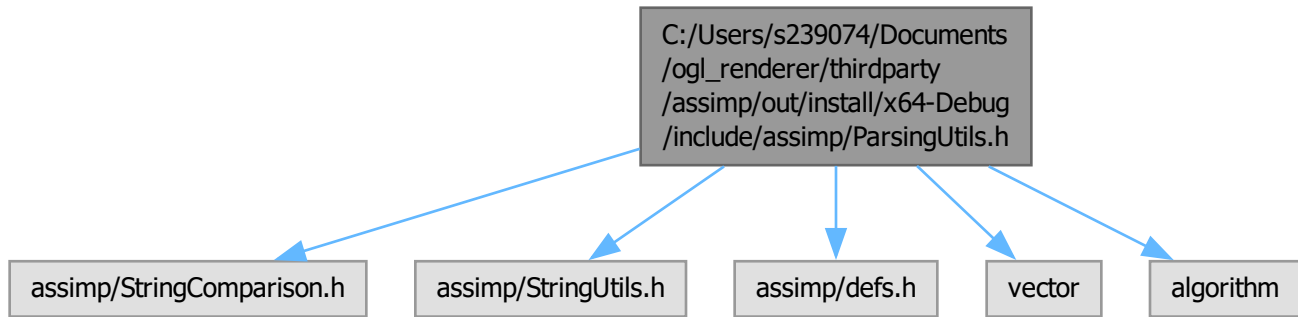 C:/Users/s239074/Documents
/ogl_renderer/thirdparty
/assimp/out/install/x64-Debug
/include/assimp/ParsingUtils.h
assimp/StringComparison.h
assimp/StringUtils.h
assimp/defs.h
vector
algorithm